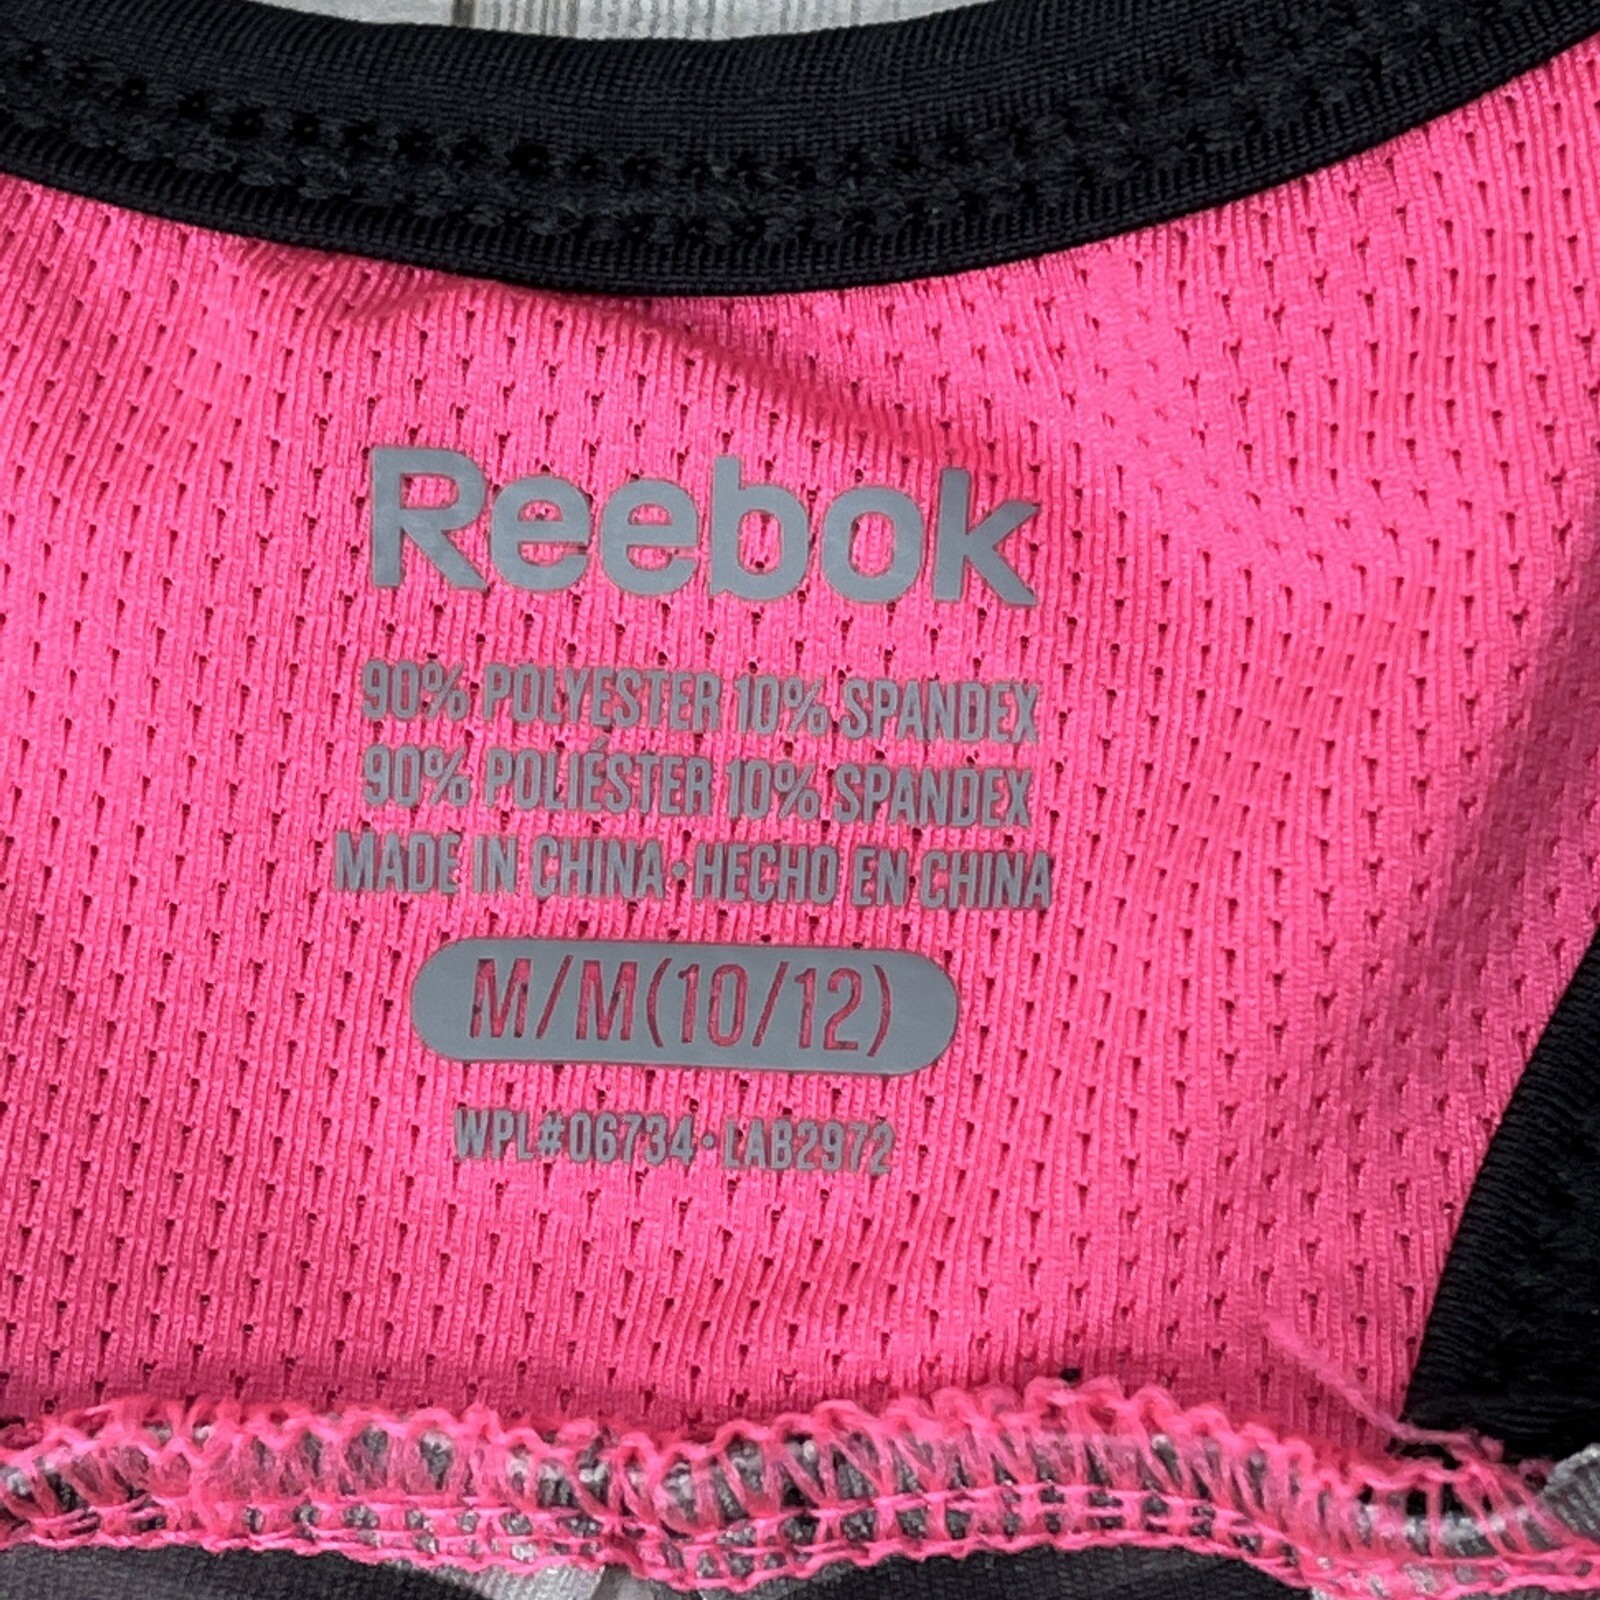 Reebok
90% POLYESTER 10% SPANDEX
90% POLIÉSTER 10% SPANDEX
MADE IN CHINA • HECHO EN CHINA
M/M(10/12)
WPL#06734 • LAB2972